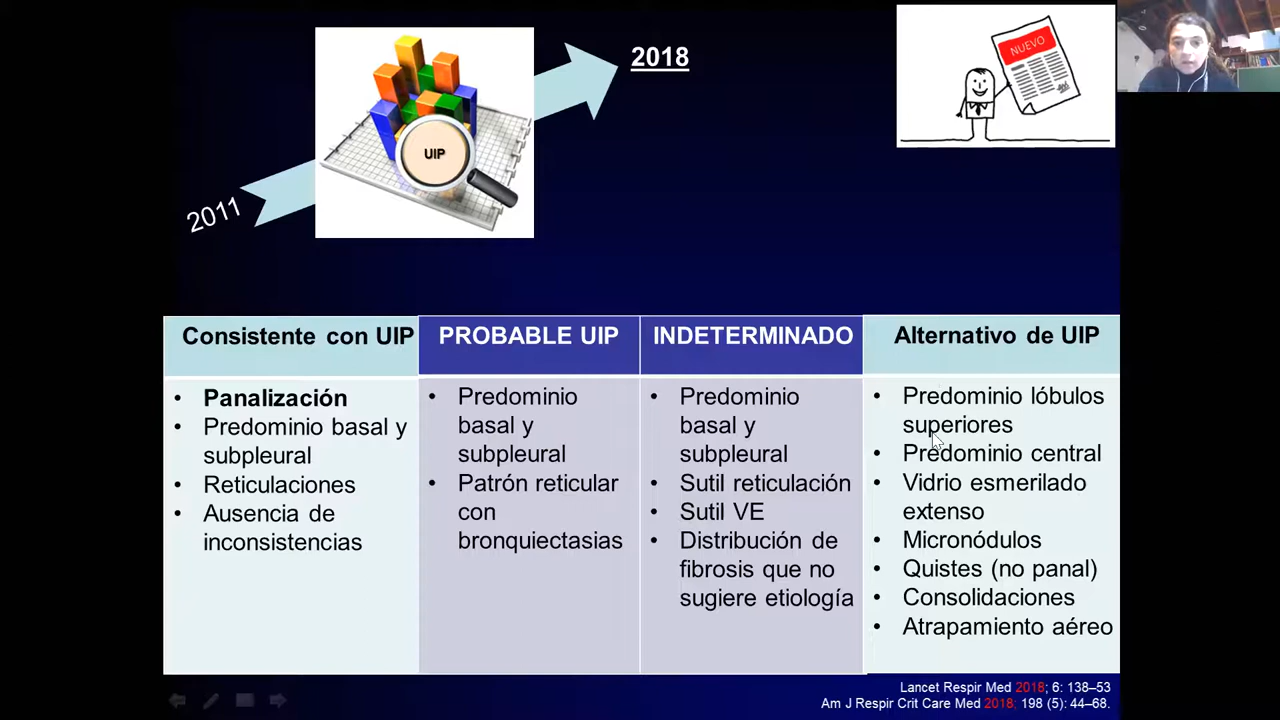 2018
NUEVO
UIP
2011
Consistente con UIP
PROBABLE UIP
INDETERMINADO
Alternativo de UIP
• Panalización
• Predominio basal y
subpleural
• Reticulaciones
• Ausencia de
inconsistencias
• Predominio
basal y
subpleural
• Patrón reticular
con
bronquiectasias
• Predominio
basal y
subpleural
• Sutil reticulación
• Sutil VE
• Distribución de
fibrosis que no
sugiere etiología
• Predominio lóbulos
superiores
• Predominio central
• Vidrio esmerilado
extenso
• Micronódulos
• Quistes (no panal)
• Consolidaciones
• Atrapamiento aéreo
Lancet Respir Med 2018; 6: 138–53
Am J Respir Crit Care Med 2018; 198 (5): 44–68.